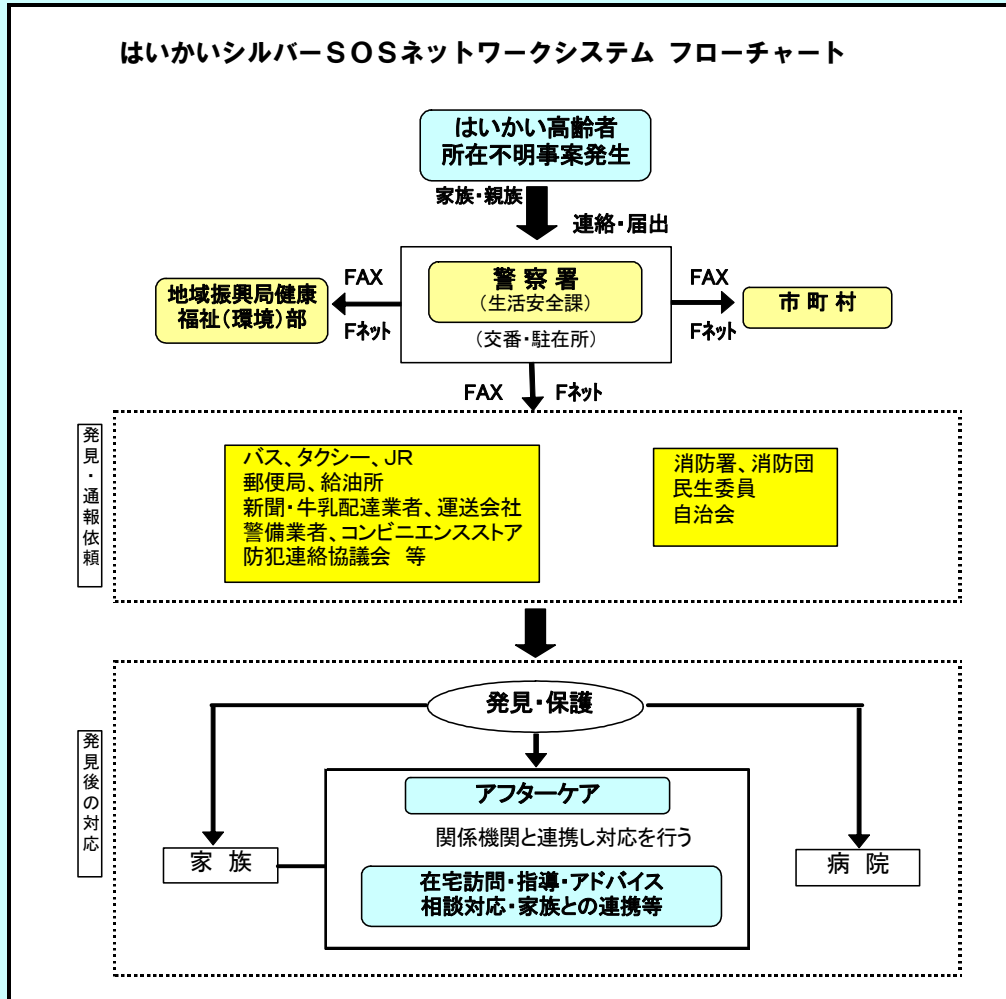 はいかいシルバーSOSネットワークシステム フローチャート
はいかい高齢者
所在不明事案発生
家族・親族
連絡・届出
地域振興局健康
福祉(環境)部
FAX
Fネット
警察署
(生活安全課)
(交番・駐在所)
FAX
Fネット
市町村
FAX Fネット
発見・通報依頼
バス、タクシー、JR
郵便局、給油所
新聞・牛乳配達業者、運送会社
警備業者、コンビニエンスストア
防犯連絡協議会 等
消防署、消防団
民生委員
自治会
発見後の対応
発見・保護
アフターケア
関係機関と連携し対応を行う
家族
在宅訪問・指導・アドバイス
相談対応・家族との連携等
病院